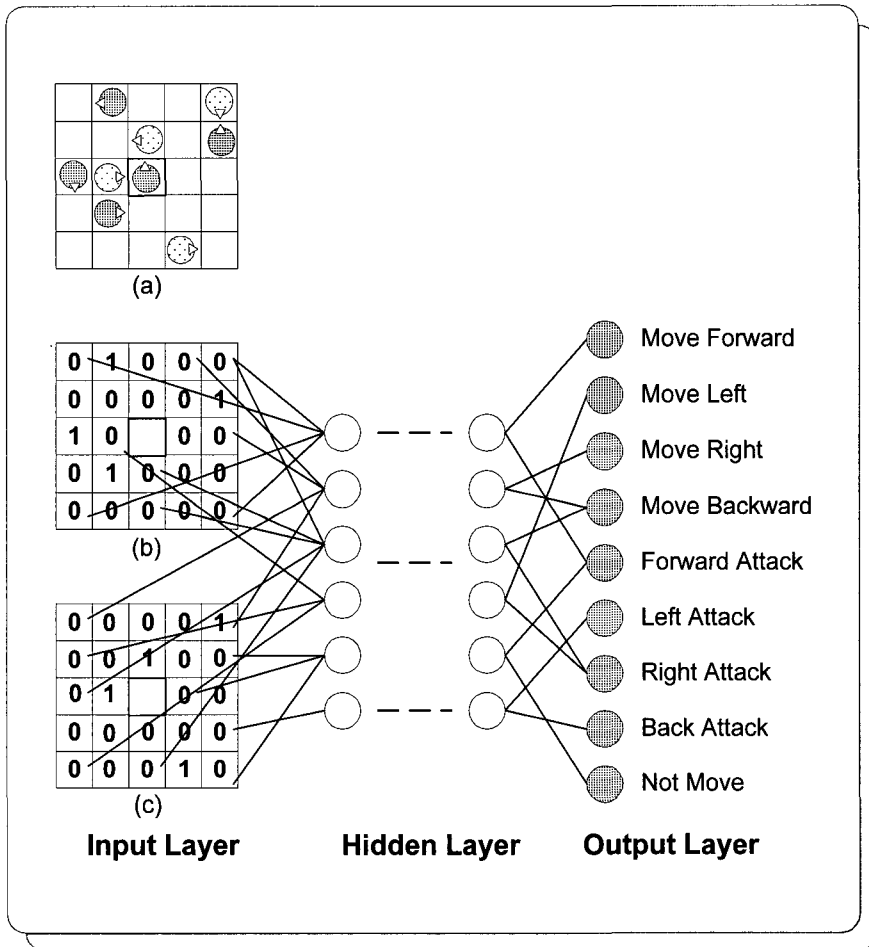 (a)
0 1 0 0 0
0 0 0 0 1
1 0 0 0
0 1 0 0 0
0 0 0 0 0
(b)
0 0 0 0 1
0 0 1 0 0
0 1 0 0
0 0 0 0 0
0 0 0 1 0
(c)
Move Forward
Move Left
Move Right
Move Backward
Forward Attack
Left Attack
Right Attack
Back Attack
Not Move
Input Layer
Hidden Layer
Output Layer